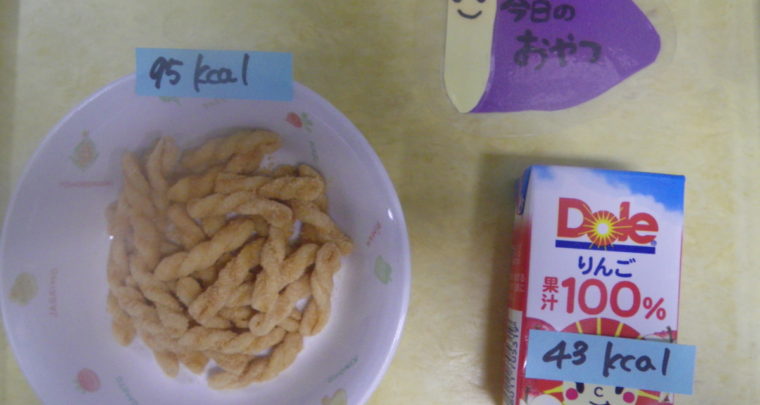 今日の
おやつ
95 kcal
Dole
りんご
果汁100%
43 kcal